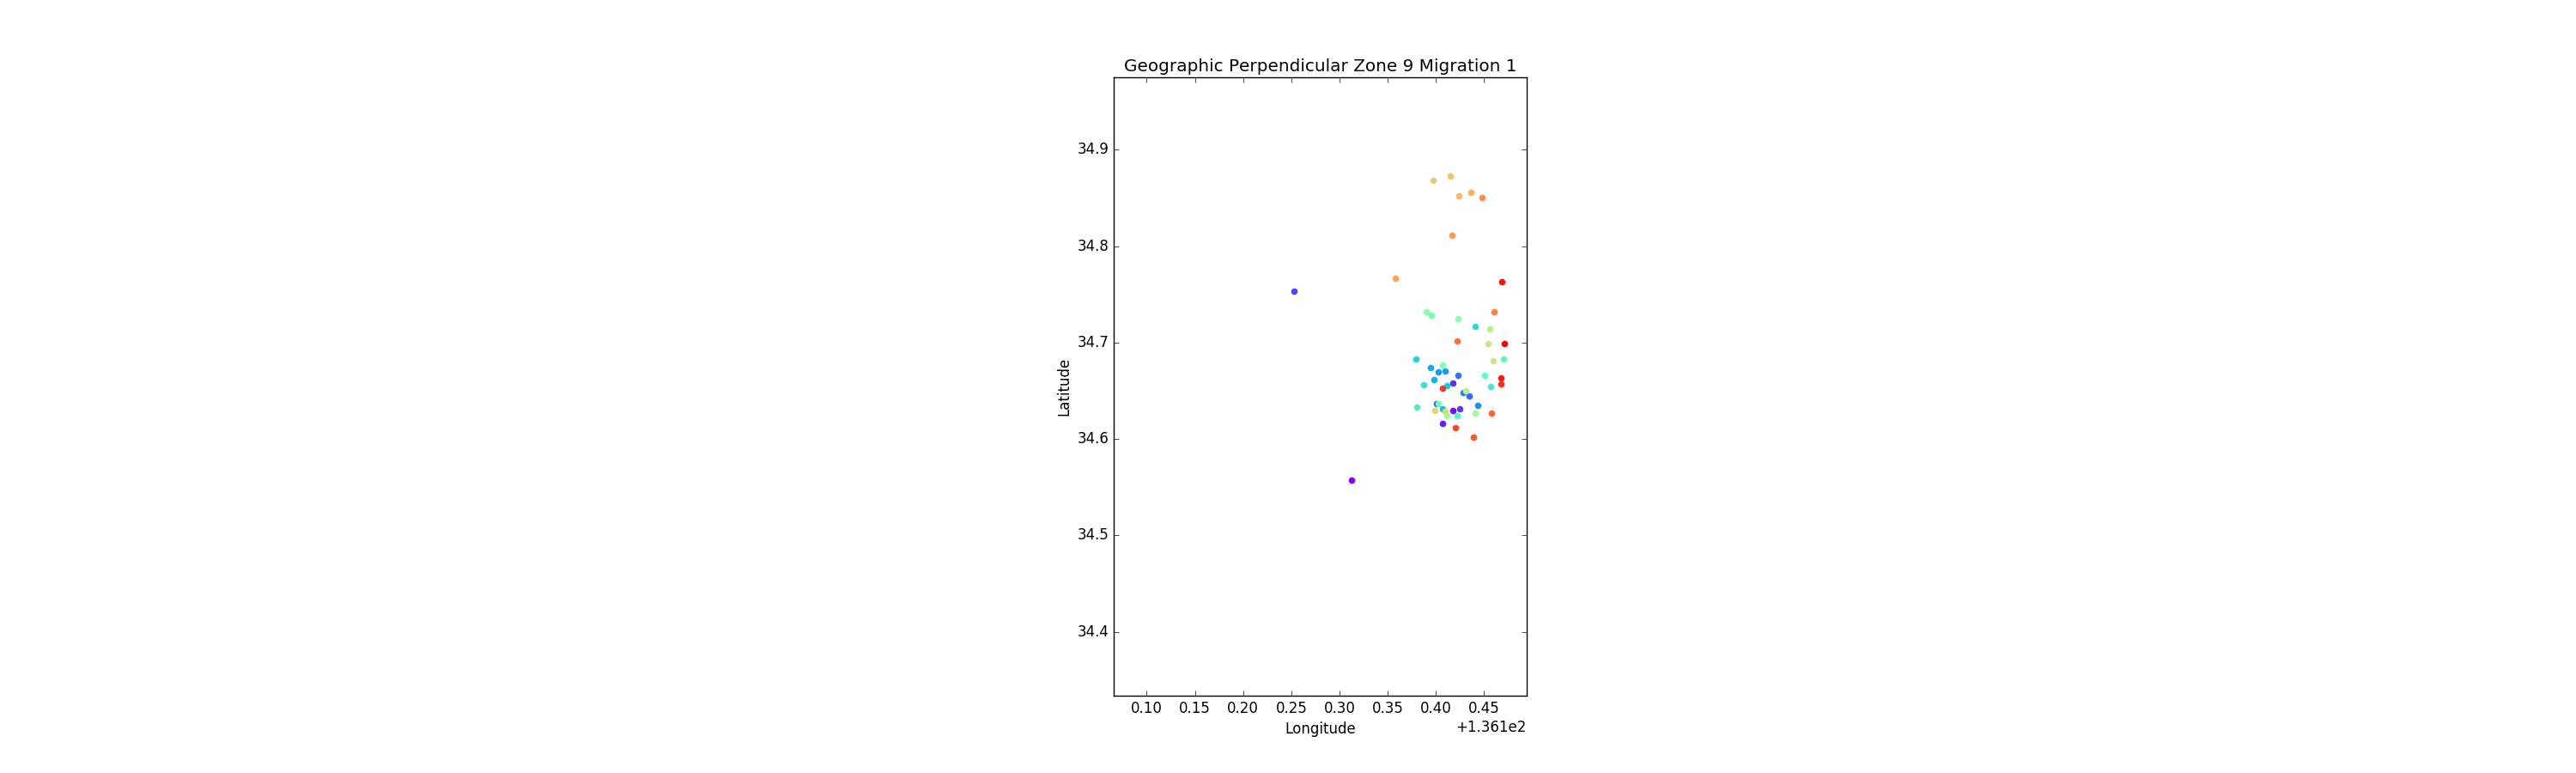 Geographic Perpendicular Zone 9 Migration 1
34.9
34.8
34.7
34.6
34.5
34.4
Latitude
0.10 0.15 0.20 0.25 0.30 0.35 0.40 0.45
Longitude
+1.361e2